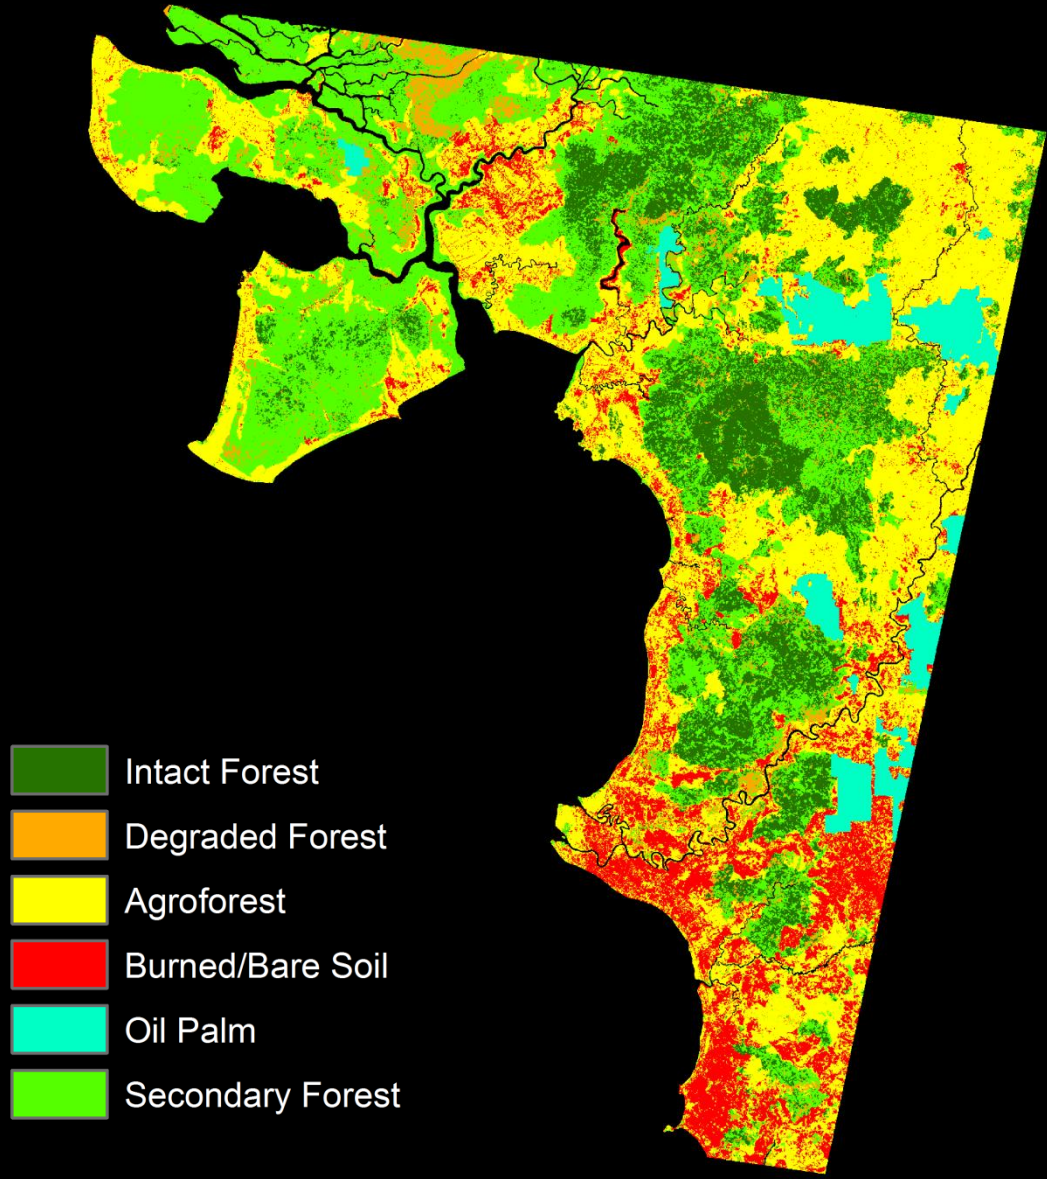 Intact Forest
Degraded Forest
Agroforest
Burned/Bare Soil
Oil Palm
Secondary Forest